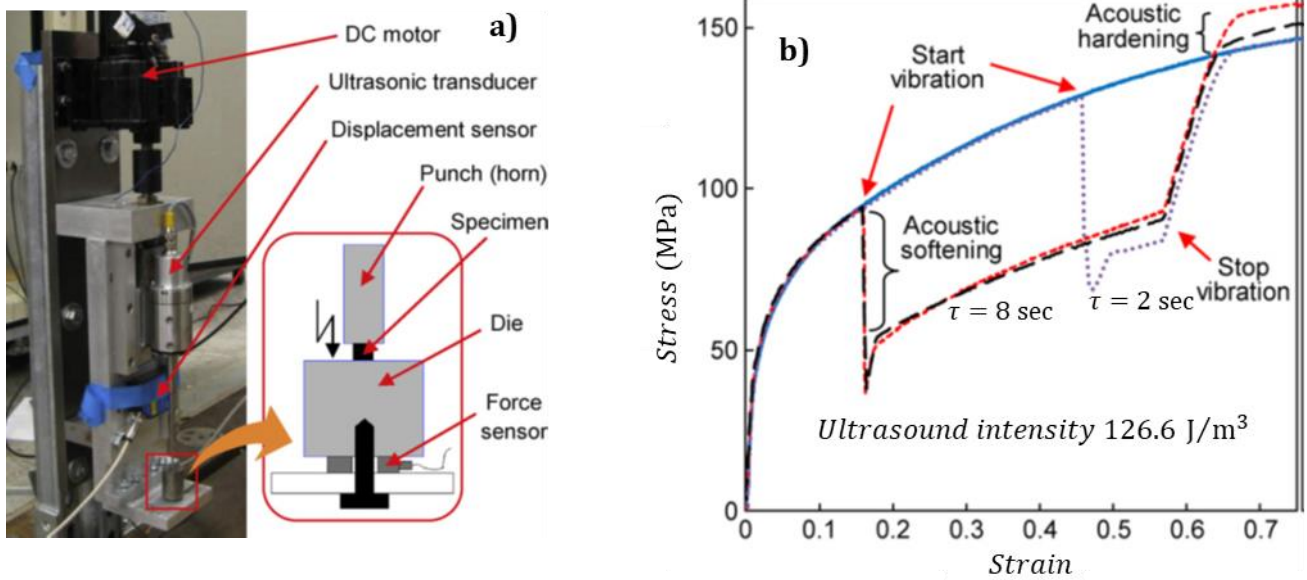 a)
DC motor
Ultrasonic transducer
Displacement sensor
Punch (horn)
Specimen
Die
Force
sensor
b)
Stress (MPa)
150
100
50
0
Start
vibration
Acoustic
hardening
Acoustic
softening
τ = 8 sec
τ = 2 sec
Stop
vibration
Ultrasound intensity 126.6 J/m³
0
0.1
0.2
0.3
0.4
0.5
0.6
0.7
Strain